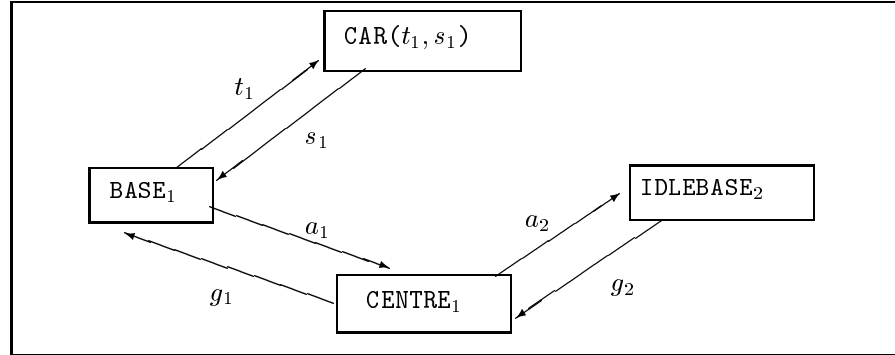 CAR(t₁, s₁)
t₁
s₁
BASE₁
IDLEBASE₂
a₁
a₂
g₁
CENTRE₁
g₂